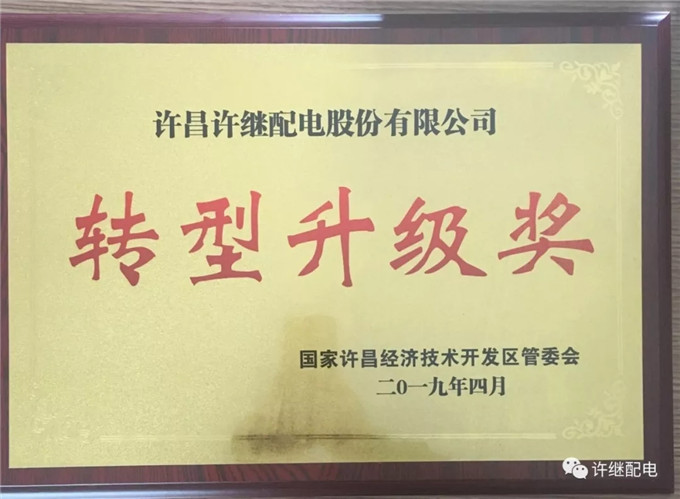 许昌许继配电股份有限公司
转型升级奖
国家许昌经济技术开发区管委会
二0一九年四月
许继配电